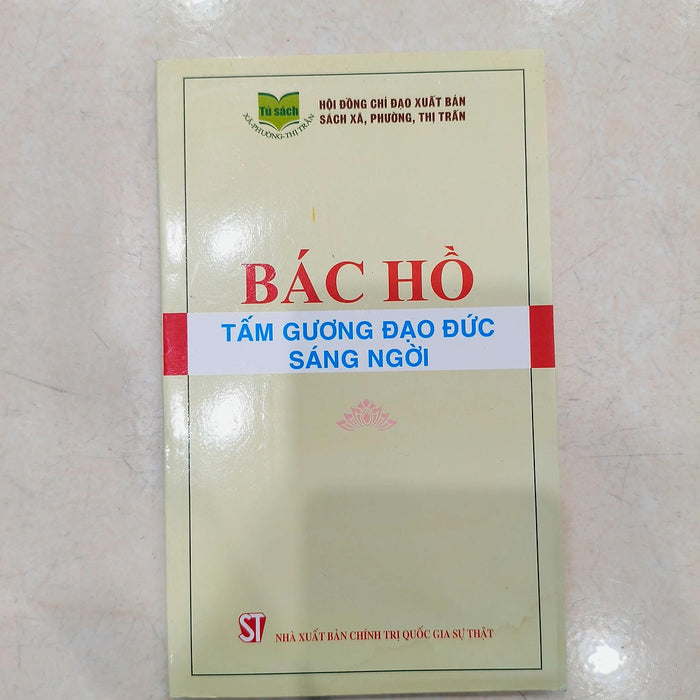 Tủ sách
XÃ-PHƯỜNG-THỊ TRẤN
HỘI ĐỒNG CHỈ ĐẠO XUẤT BẢN
SÁCH XÃ, PHƯỜNG, THỊ TRẤN
BÁC HỒ
TẤM GƯƠNG ĐẠO ĐỨC
SÁNG NGỜI
ST
NHÀ XUẤT BẢN CHÍNH TRỊ QUỐC GIA SỰ THẬT